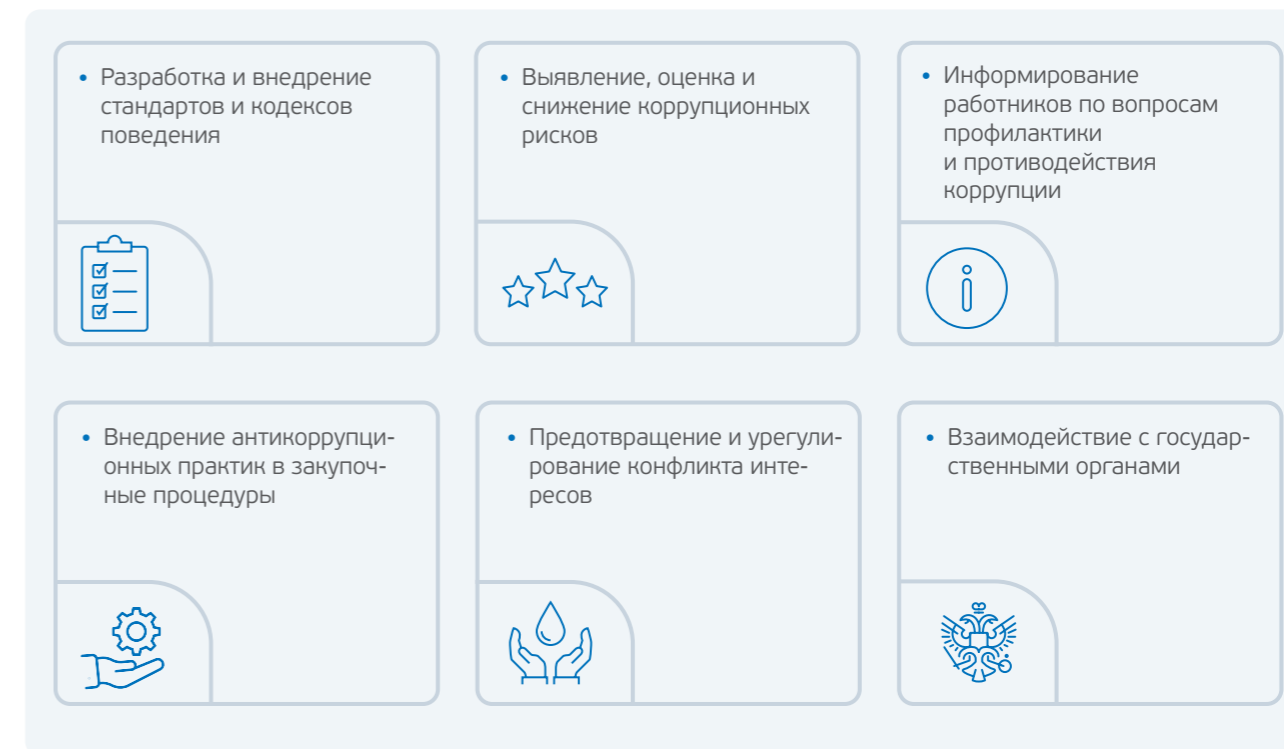 • Разработка и внедрение
стандартов и кодексов
поведения
• Выявление, оценка и
снижение коррупционных
рисков
• Информирование
работников по вопросам
профилактики
и противодействия
коррупции
• Внедрение антикоррупци-
онных практик в закупоч-
ные процедуры
• Предотвращение и урегули-
рование конфликта инте-
ресов
• Взаимодействие с государ-
ственными органами